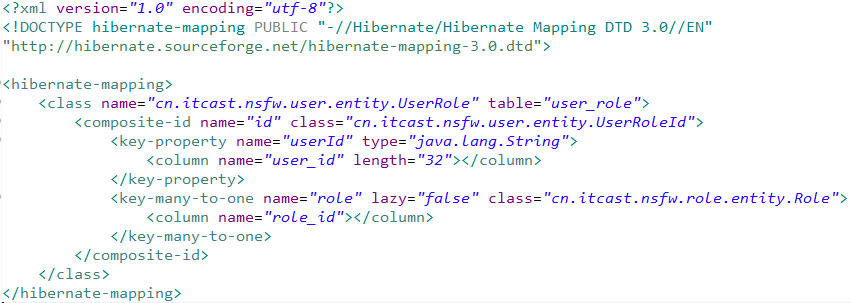 <?xml version="1.0" encoding="utf-8"?>
<!DOCTYPE hibernate-mapping PUBLIC "-//Hibernate/Hibernate Mapping DTD 3.0//EN"
"http://hibernate.sourceforge.net/hibernate-mapping-3.0.dtd">
<hibernate-mapping>
<class name="cn.itcast.nsfw.user.entity.UserRole" table="user_role">
<composite-id name="id" class="cn.itcast.nsfw.user.entity.UserRoleId">
<key-property name="userId" type="java.lang.String">
<column name="user_id" length="32"></column>
</key-property>
<key-many-to-one name="role" lazy="false" class="cn.itcast.nsfw.role.entity.Role">
<column name="role_id"></column>
</key-many-to-one>
</composite-id>
</class>
</hibernate-mapping>